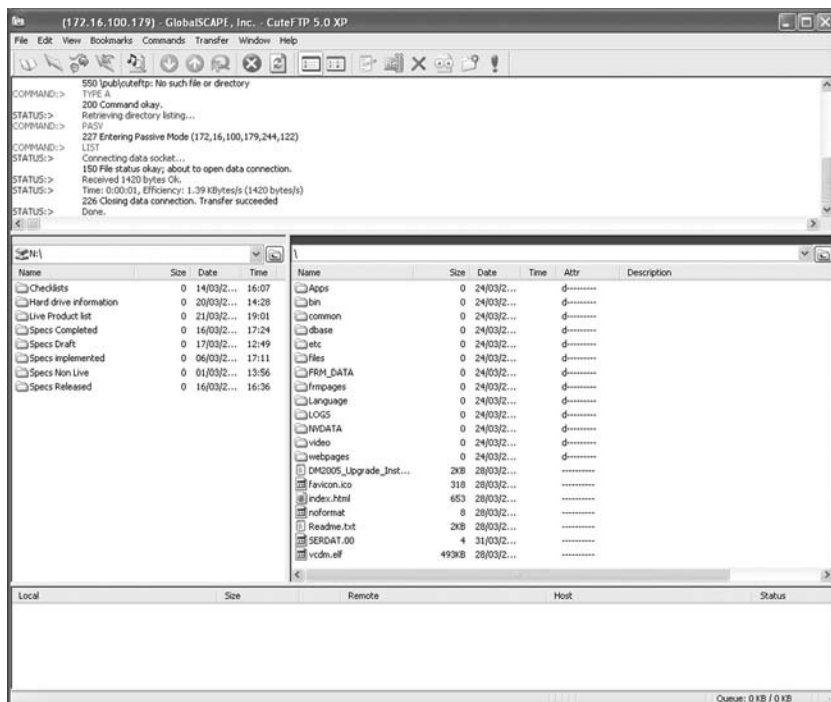 (172.16.100.179) - GlobalSCAPE, Inc. - CuteFTP 5.0 XP
File Edit View Bookmarks Commands Transfer Window Help
550 \pub\cuteftp: No such file or directory
COMMAND:> TYPE A
200 Command okay.
STATUS:> Retrieving directory listing...
COMMAND:> PASV
227 Entering Passive Mode (172,16,100,179,244,122)
COMMAND:> LIST
STATUS:> Connecting data socket...
150 File status okay; about to open data connection.
STATUS:> Received 1420 bytes Ok.
STATUS:> Time: 0:00:01, Efficiency: 1.39 KBytes/s (1420 bytes/s)
226 Closing data connection. Transfer succeeded
STATUS:> Done.
N:\
Name Size Date Time
Checklists 0 14/03/2... 16:07
Hard drive information 0 20/03/2... 14:28
Live Product list 0 21/03/2... 19:01
Specs Completed 0 16/03/2... 17:24
Specs Draft 0 17/03/2... 12:49
Specs implemented 0 06/03/2... 17:11
Specs Non Live 0 01/03/2... 13:56
Specs Released 0 16/03/2... 16:36
\
Name Size Date Time Attr Description
Apps 0 24/03/2... d---------
bin 0 24/03/2... d---------
common 0 24/03/2... d---------
dbase 0 24/03/2... d---------
etc 0 24/03/2... d---------
files 0 24/03/2... d---------
FRM_DATA 0 24/03/2... d---------
frmpages 0 24/03/2... d---------
Language 0 24/03/2... d---------
LOGS 0 24/03/2... d---------
NVDATA 0 24/03/2... d---------
video 0 24/03/2... d---------
webpages 0 24/03/2... d---------
DM2005_Upgrade_Inst... 2KB 28/03/2... ----------
favicon.ico 318 28/03/2... ----------
index.html 653 28/03/2... ----------
noformat 8 28/03/2... ----------
Readme.txt 2KB 28/03/2... ----------
SERDAT.00 4 31/03/2... ----------
vcdm.elf 493KB 28/03/2... ----------
Local Size Remote Host Status
Queue: 0 KB / 0 KB